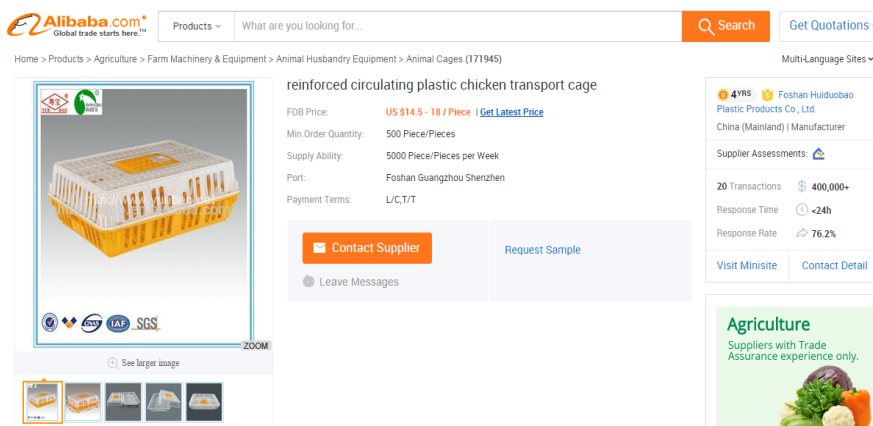 Alibaba.com®
Global trade starts here.™
Products
What are you looking for...
Search
Get Quotations
Home > Products > Agriculture > Farm Machinery & Equipment > Animal Husbandry Equipment > Animal Cages (171945)
Multi-Language Sites
reinforced circulating plastic chicken transport cage
FOB Price: US $14.5 - 18 / Piece | Get Latest Price
Min.Order Quantity: 500 Piece/Pieces
Supply Ability: 5000 Piece/Pieces per Week
Port: Foshan Guangzhou Shenzhen
Payment Terms: L/C,T/T
Contact Supplier
Request Sample
Leave Messages
CNAS
IAF
SGS
ZOOM
See larger image
4YRS
Foshan Huiduobao
Plastic Products Co., Ltd.
China (Mainland) | Manufacturer
Supplier Assessments:
20 Transactions
$ 400,000+
Response Time
<24h
Response Rate
76.2%
Visit Minisite
Contact Detail
Agriculture
Suppliers with Trade
Assurance experience only.